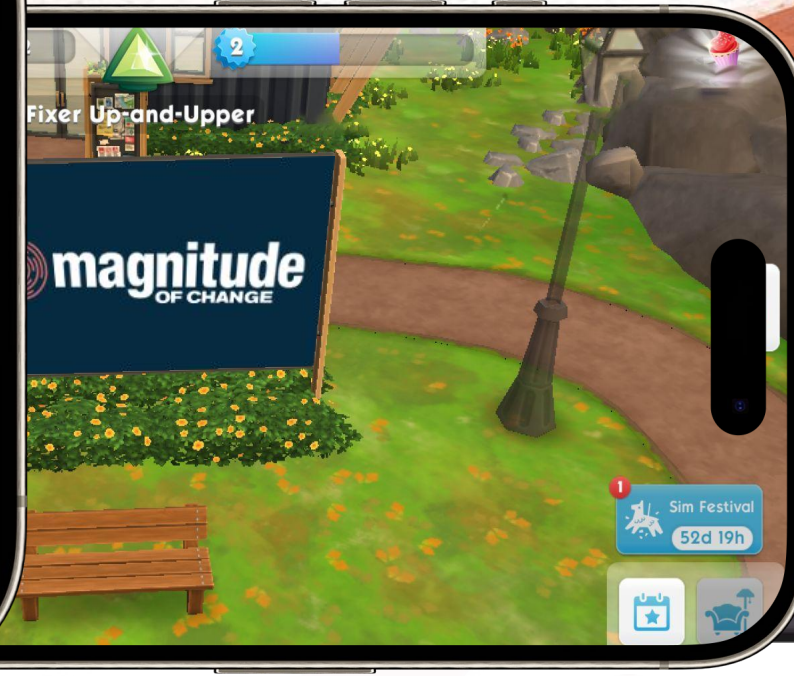 2
Fixer Up-and-Upper
magnitude
OF CHANGE
1
Sim Festival
52d 19h